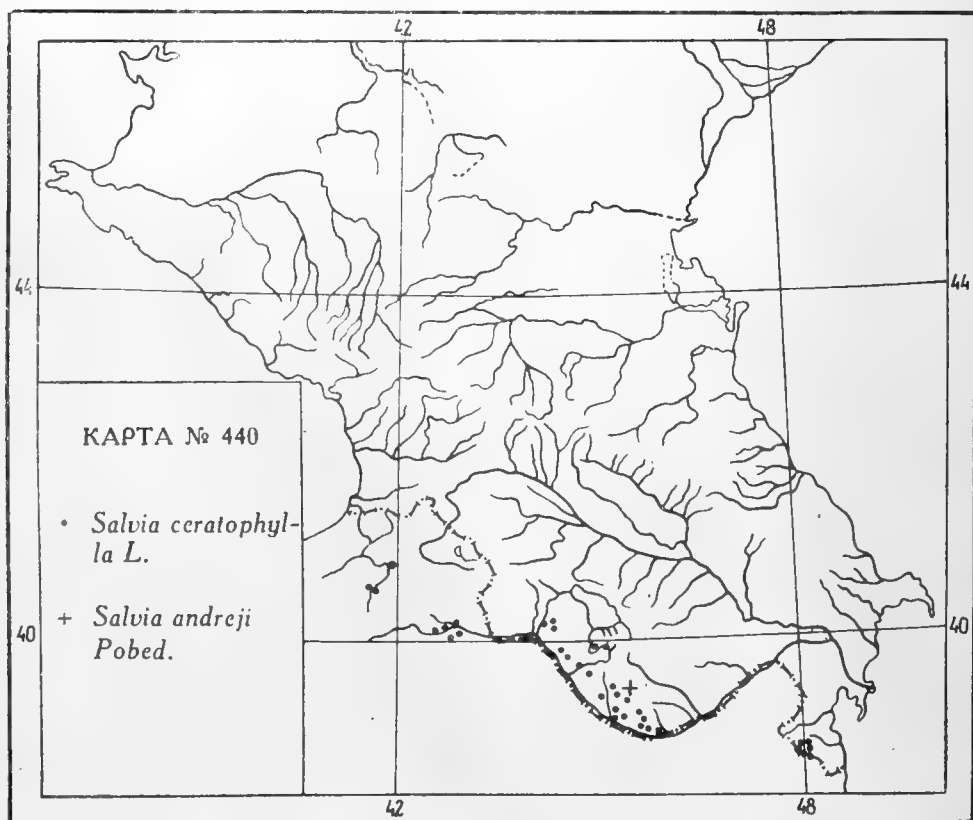 42 48
44 44
КАРТА № 440
• Salvia ceratophyl-
la L.
+ Salvia andreji
Pobed.
40 40
42 48